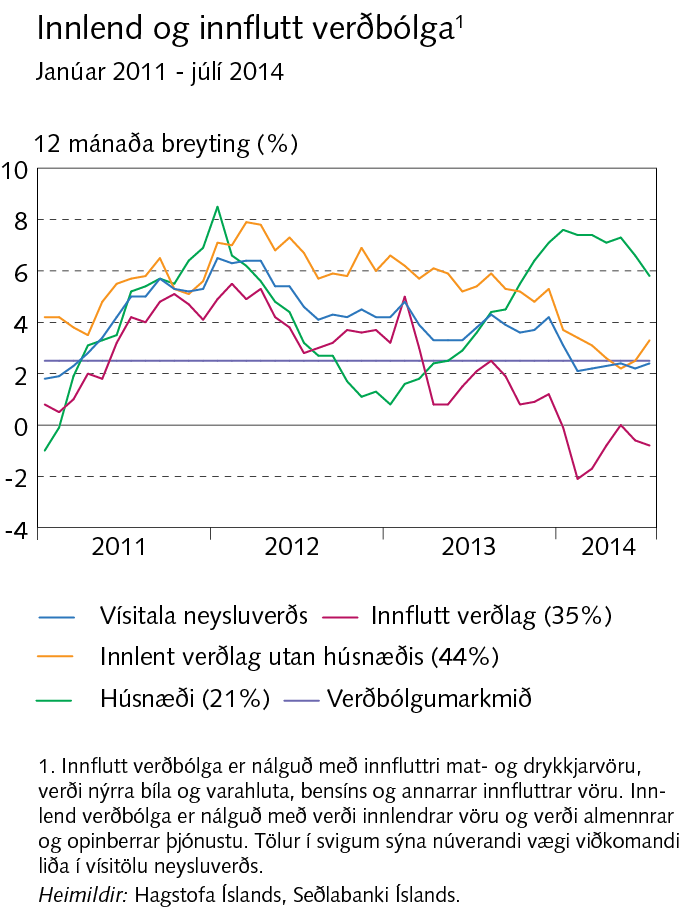 Innlend og innflutt verðbólga1
Janúar 2011 - júlí 2014
12 mánaða breyting (%)
10
8
6
4
2
0
-2
-4
2011 2012 2013 2014
Vísitala neysluverðs Innflutt verðlag (35%)
Innlent verðlag utan húsnæðis (44%)
Húsnæði (21%) Verðbólgumarkmið
1. Innflutt verðbólga er nálguð með innfluttri mat- og drykkjarvöru,
verði nýrra bíla og varahluta, bensíns og annarrar innfluttrar vöru. Inn-
lend verðbólga er nálguð með verði innlendrar vöru og verði almennrar
og opinberrar þjónustu. Tölur í svigum sýna núverandi vægi viðkomandi
liða í vísitölu neysluverðs.
Heimildir: Hagstofa Íslands, Seðlabanki Íslands.